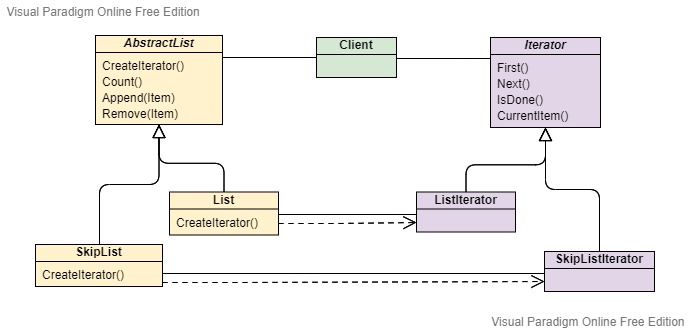 Visual Paradigm Online Free Edition
AbstractList
CreateIterator()
Count()
Append(Item)
Remove(Item)
Client
Iterator
First()
Next()
IsDone()
CurrentItem()
List
CreateIterator()
ListIterator
SkipList
CreateIterator()
SkipListIterator
Visual Paradigm Online Free Edition